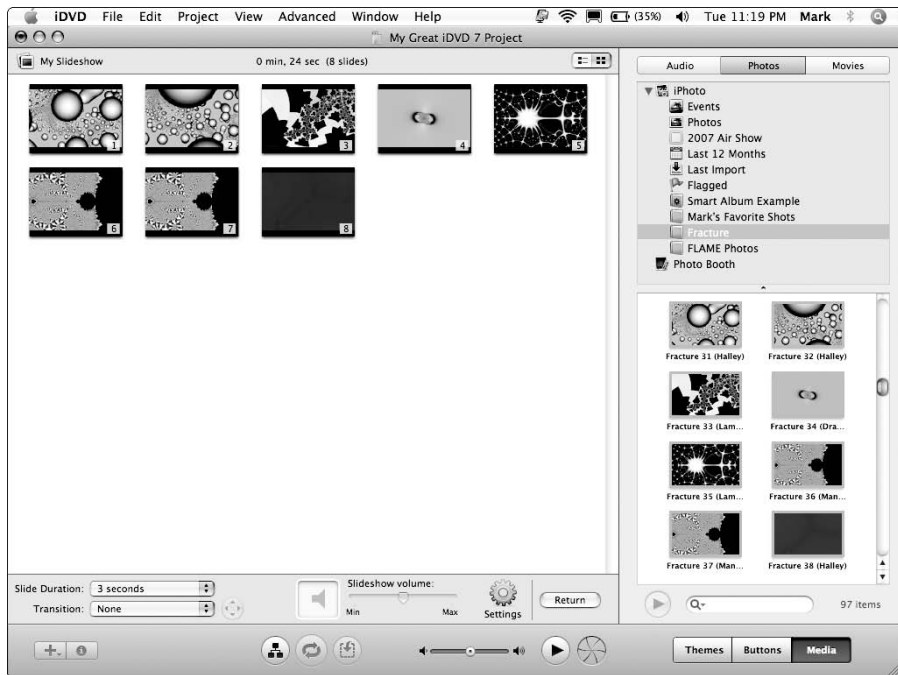 iDVD File Edit Project View Advanced Window Help (35%) Tue 11:19 PM Mark
My Great iDVD 7 Project
My Slideshow 0 min, 24 sec (8 slides)
Audio Photos Movies
iPhoto
Events
Photos
2007 Air Show
Last 12 Months
Last Import
Flagged
Smart Album Example
Mark's Favorite Shots
Fracture
FLAME Photos
Photo Booth
1 2 3 4 5
6 7 8
Fracture 31 (Halley) Fracture 32 (Halley)
Fracture 33 (Lam... Fracture 34 (Dra...
Fracture 35 (Lam... Fracture 36 (Man...
Fracture 37 (Man... Fracture 38 (Halley)
97 items
Slide Duration: 3 seconds
Transition: None
Slideshow volume:
Min Max
Settings
Return
Themes Buttons Media